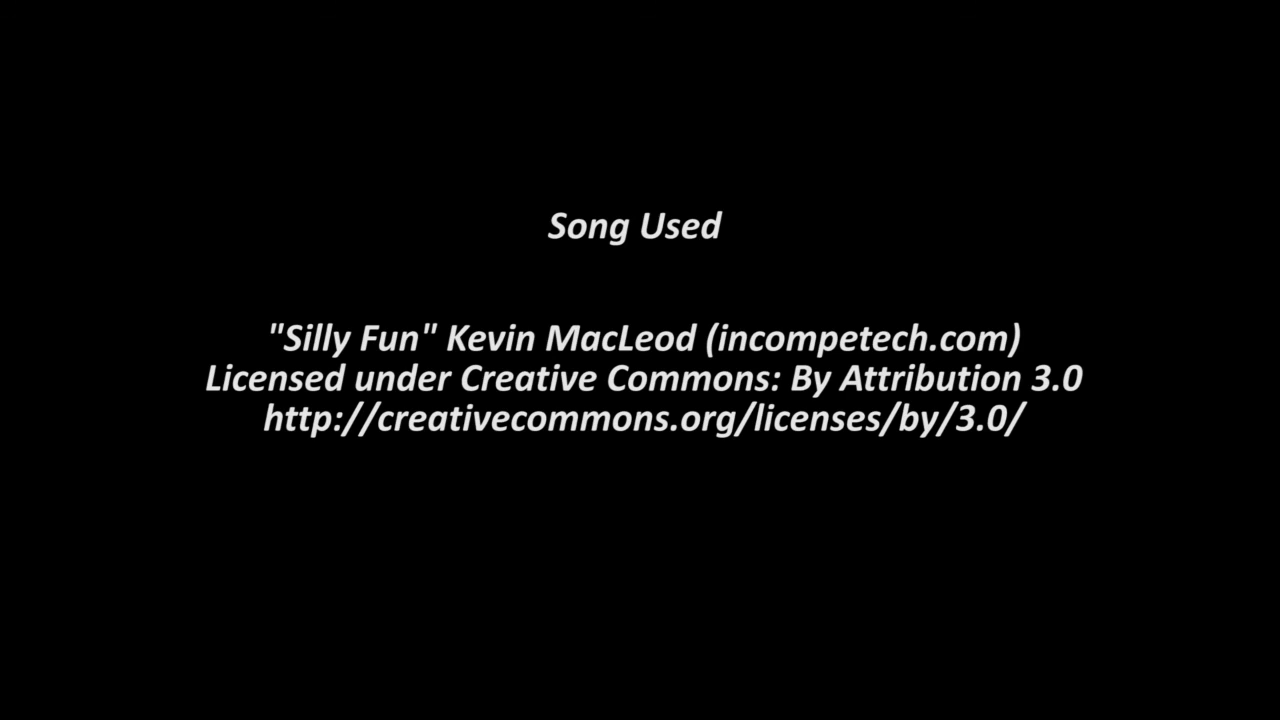 Song Used
"Silly Fun" Kevin MacLeod (incompetech.com)
Licensed under Creative Commons: By Attribution 3.0
http://creativecommons.org/licenses/by/3.0/